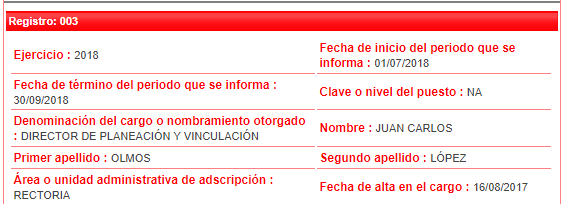 Registro: 003
Ejercicio : 2018
Fecha de inicio del periodo que se
informa : 01/07/2018
Fecha de término del periodo que se informa :
30/09/2018
Clave o nivel del puesto : NA
Denominación del cargo o nombramiento otorgado
: DIRECTOR DE PLANEACIÓN Y VINCULACIÓN
Nombre : JUAN CARLOS
Primer apellido : OLMOS
Segundo apellido : LÓPEZ
Área o unidad administrativa de adscripción :
RECTORIA
Fecha de alta en el cargo : 16/08/2017